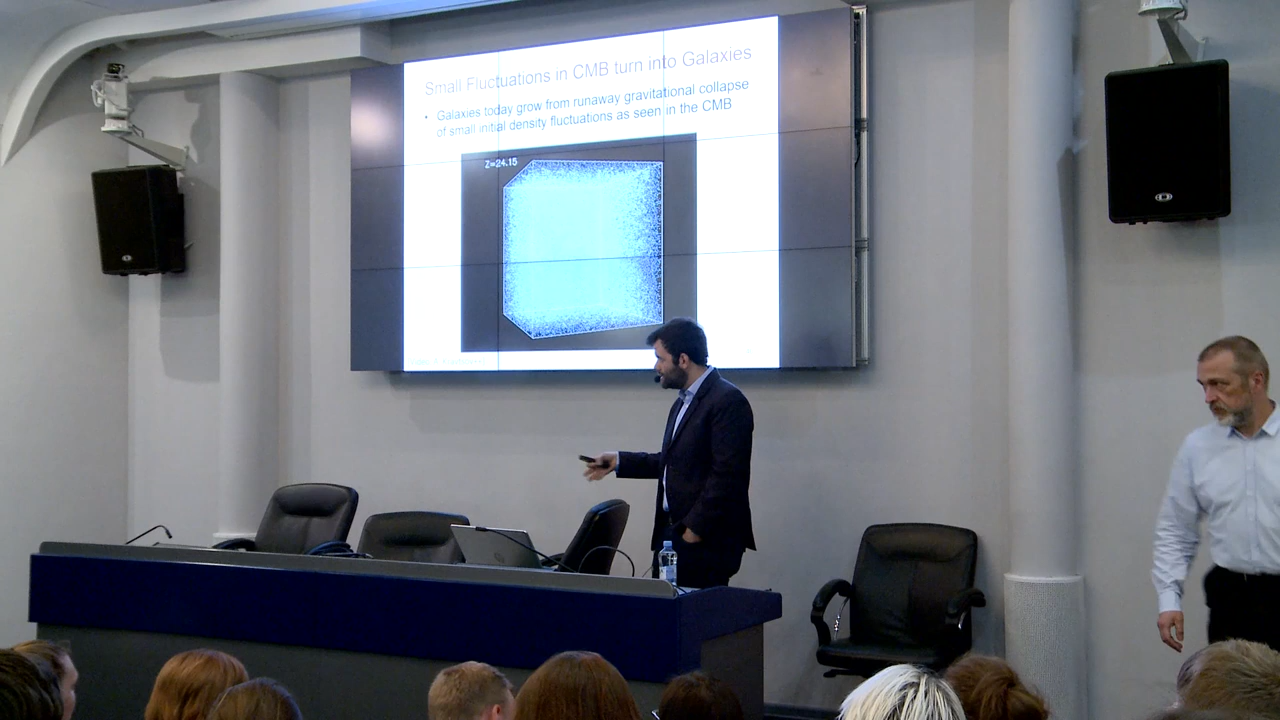 Small Fluctuations in CMB turn into Galaxies
• Galaxies today grow from runaway gravitational collapse
of small initial density fluctuations as seen in the CMB
Z=24.15